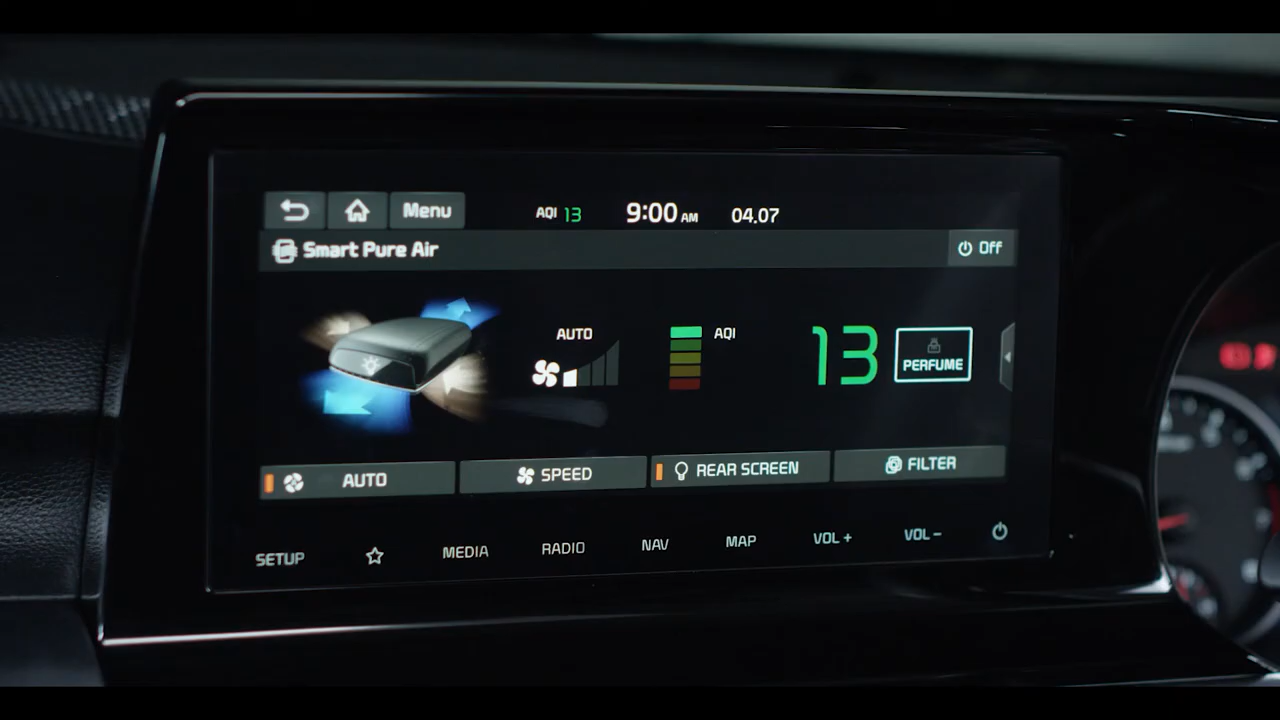 Menu AQI 13 9:00 AM 04.07
Smart Pure Air Off
AUTO
AQI
13
PERFUME
AUTO SPEED REAR SCREEN FILTER
SETUP MEDIA RADIO NAV MAP VOL + VOL -